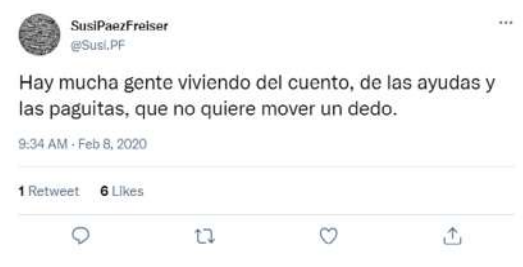 SusiPaezFreiser
@Susi.PF
Hay mucha gente viviendo del cuento, de las ayudas y
las paguitas, que no quiere mover un dedo.
9:34 AM · Feb 8, 2020
1 Retweet 6 Likes